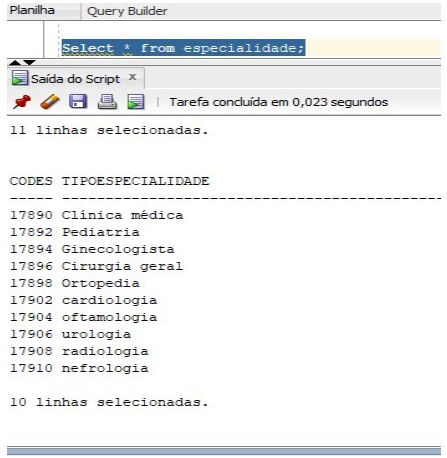 Planilha Query Builder
Select * from especialidade;
Saída do Script ×
Tarefa concluída em 0,023 segundos
11 linhas selecionadas.
CODES TIPOESPECIALIDADE
----- ------------------------------------------------
17890 Clínica médica
17892 Pediatria
17894 Ginecologista
17896 Cirurgia geral
17898 Ortopedia
17902 cardiologia
17904 oftamologia
17906 urologia
17908 radiologia
17910 nefrologia
10 linhas selecionadas.